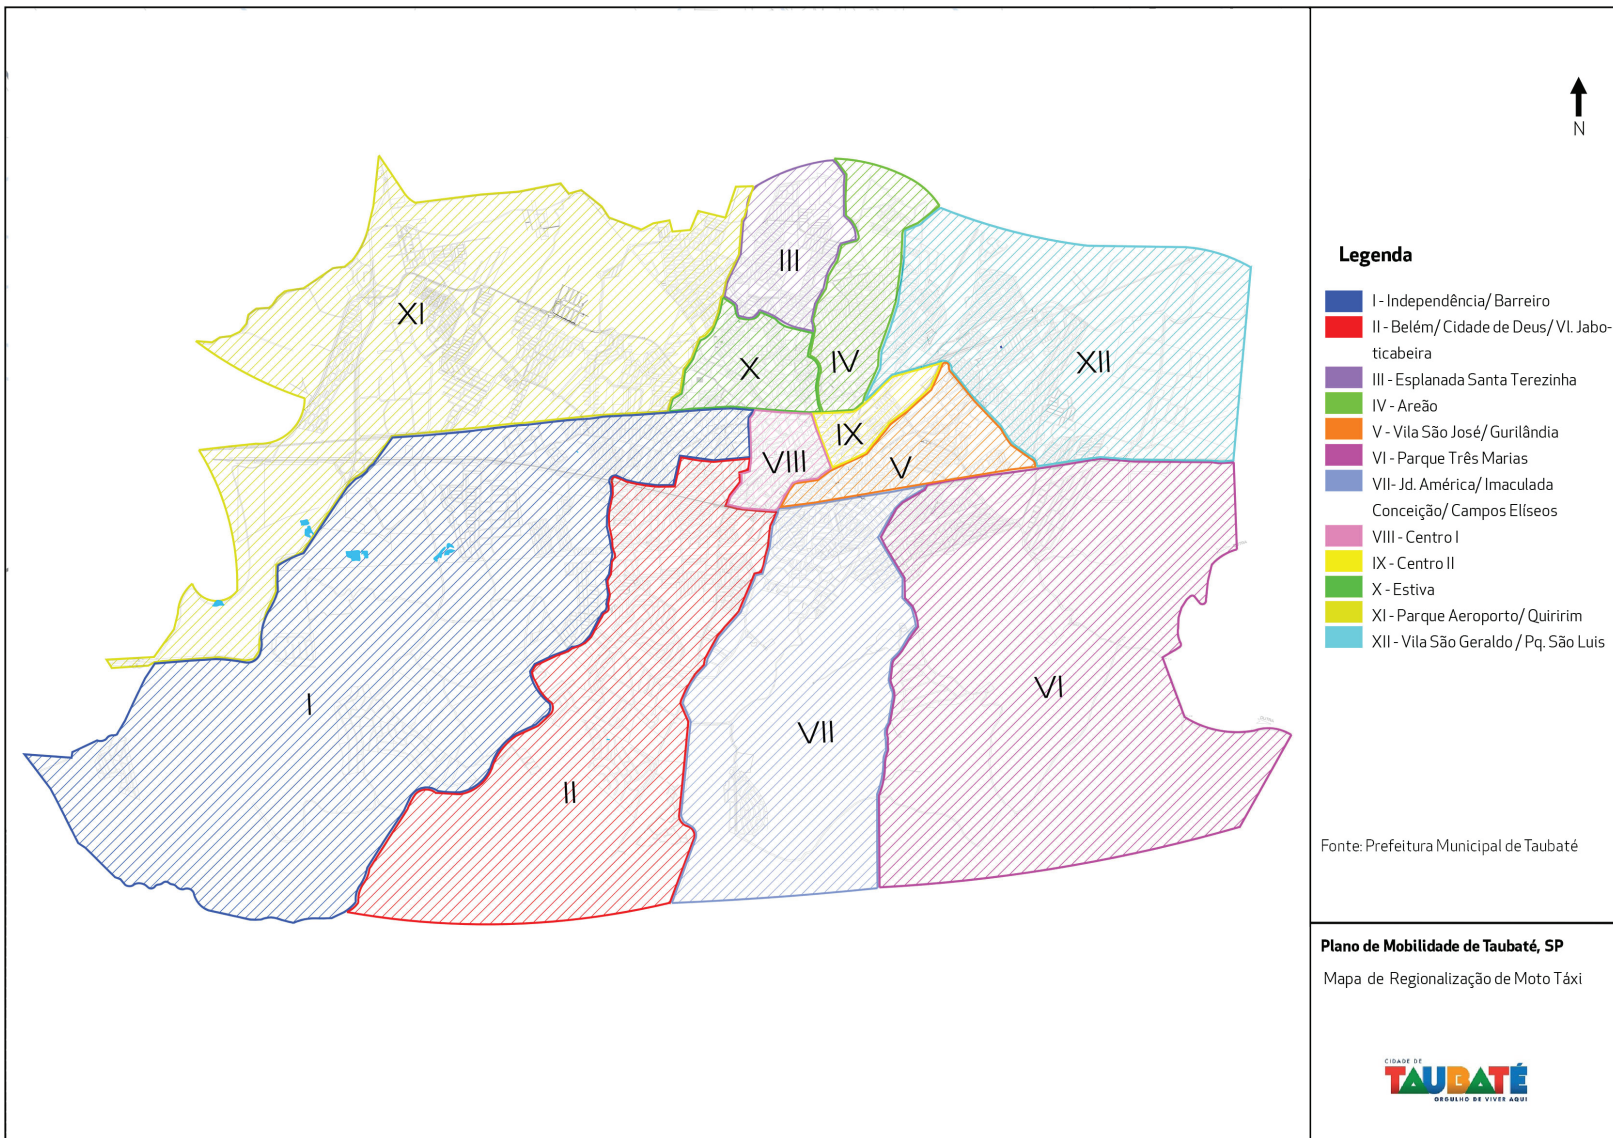 N
III
XI
X
IV
XII
IX
VIII
V
I
VI
VII
II
Legenda
I - Independência/ Barreiro
II - Belém/ Cidade de Deus/ Vl. Jabo-
ticabeira
III - Esplanada Santa Terezinha
IV - Areão
V - Vila São José/ Gurilândia
VI - Parque Três Marias
VII- Jd. América/ Imaculada
Conceição/ Campos Elíseos
VIII - Centro I
IX - Centro II
X - Estiva
XI - Parque Aeroporto/ Quiririm
XII - Vila São Geraldo / Pq. São Luis
Fonte: Prefeitura Municipal de Taubaté
Plano de Mobilidade de Taubaté, SP
Mapa de Regionalização de Moto Táxi
CIDADE DE
TAUBATÉ
ORGULHO DE VIVER AQUI